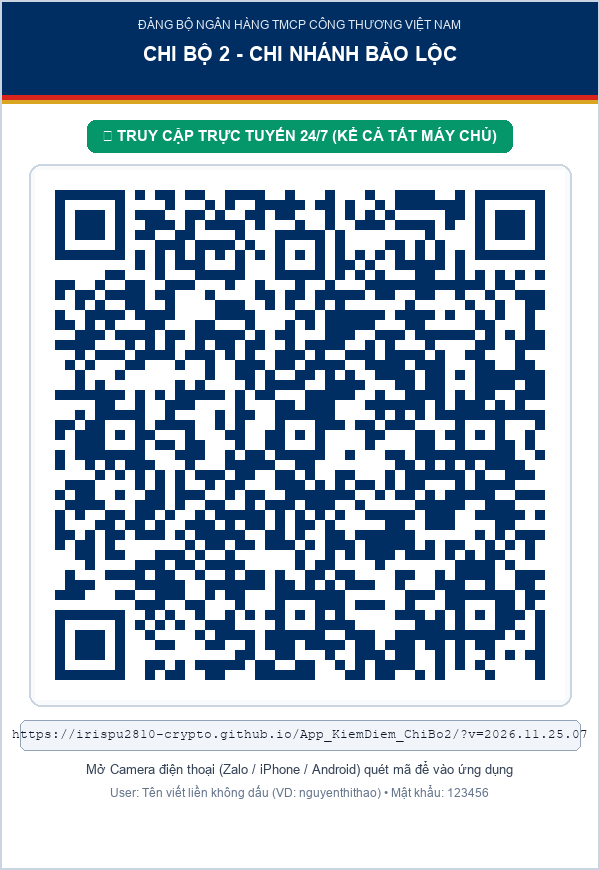 ĐẢNG BỘ NGÂN HÀNG TMCP CÔNG THƯƠNG VIỆT NAM
CHI BỘ 2 - CHI NHÁNH BẢO LỘC
TRUY CẬP TRỰC TUYẾN 24/7 (KỂ CẢ TẮT MÁY CHỦ)
https://irispu2810-crypto.github.io/App_KiemDiem_ChiBo2/?v=2026.11.25.07
Mở Camera điện thoại (Zalo / iPhone / Android) quét mã để vào ứng dụng
User: Tên viết liền không dấu (VD: nguyenthithao) • Mật khẩu: 123456